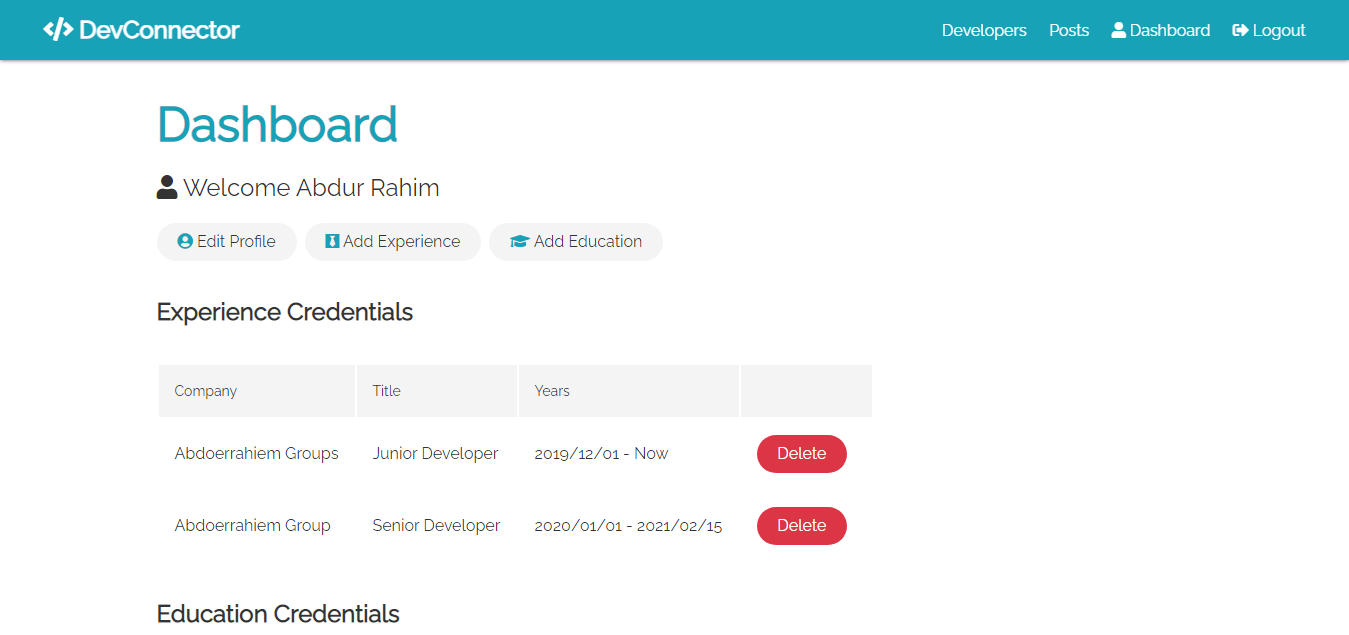 DevConnector Developers Posts Dashboard Logout
Dashboard
Welcome Abdur Rahim
Edit Profile Add Experience Add Education
Experience Credentials
Company Title Years
Abdoerrahiem Groups Junior Developer 2019/12/01 - Now Delete
Abdoerrahiem Group Senior Developer 2020/01/01 - 2021/02/15 Delete
Education Credentials